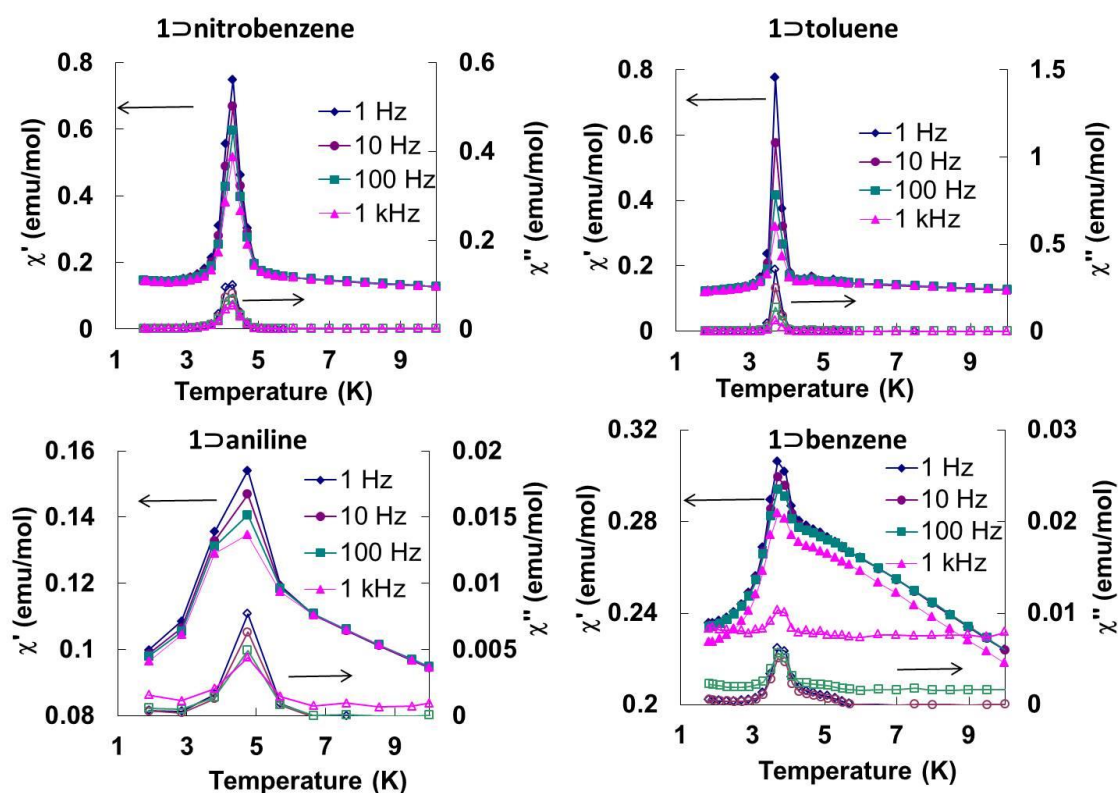 1⊃nitrobenzene
0.8
0.6
0.4
0.2
0
χ' (emu/mol)
0.6
0.4
0.2
0
χ'' (emu/mol)
1 Hz
10 Hz
100 Hz
1 kHz
1 3 5 7 9
Temperature (K)
1⊃toluene
0.8
0.6
0.4
0.2
0
χ' (emu/mol)
1.5
1
0.5
0
χ'' (emu/mol)
1 Hz
10 Hz
100 Hz
1 kHz
1 3 5 7 9
Temperature (K)
1⊃aniline
0.16
0.14
0.12
0.1
0.08
χ' (emu/mol)
0.02
0.015
0.01
0.005
0
χ'' (emu/mol)
1 Hz
10 Hz
100 Hz
1 kHz
1 3 5 7 9
Temperature (K)
1⊃benzene
0.32
0.28
0.24
0.2
χ' (emu/mol)
0.03
0.02
0.01
0
χ'' (emu/mol)
1 Hz
10 Hz
100 Hz
1 kHz
1 3 5 7 9
Temperature (K)